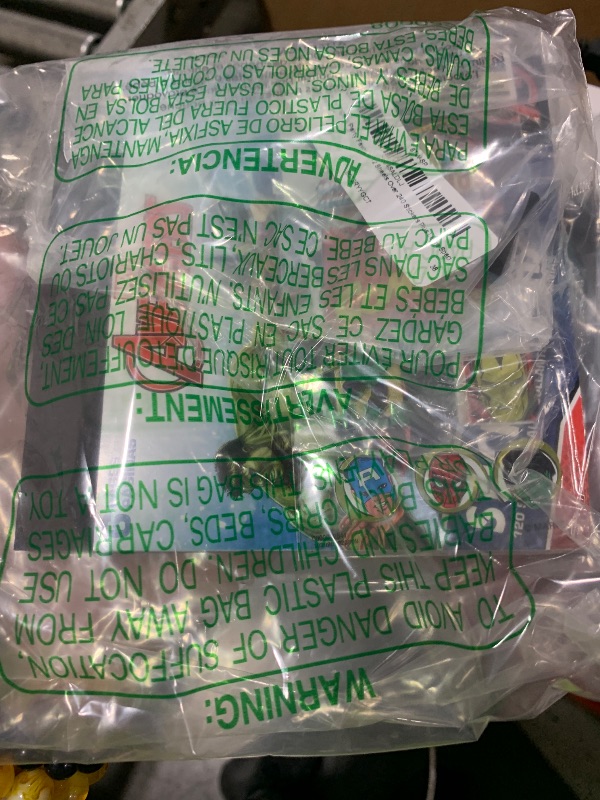 WARNING:
TO AVOID DANGER OF SUFFOCATION,
KEEP THIS PLASTIC BAG AWAY FROM
BABIES AND CHILDREN. DO NOT USE
CRIBS, BEDS, CARRIAGES
THIS BAG IS NOT A TOY.
AVERTISSEMENT:
POUR ÉVITER TOUT RISQUE D'ÉTOUFFEMENT,
GARDEZ CE SAC EN PLASTIQUE LOIN DES
BÉBÉS ET LES ENFANTS. N'UTILISEZ PAS CE
SAC DANS LES BERCEAUX, LITS, CHARIOTS OU
PARC AU BÉBÉ. CE SAC N'EST PAS UN JOUET.
ADVERTENCIA:
PARA EVITAR EL PELIGRO DE ASFIXIA, MANTENGA
ESTA BOLSA DE PLASTICO FUERA DEL ALCANCE
DE BEBES Y NIÑOS. NO USAR ESTA BOLSA EN
CUNAS, CAMAS, CARRIOLAS O CORRALES PARA
BEBES. ESTA BOLSA NO ES UN JUGUETE.